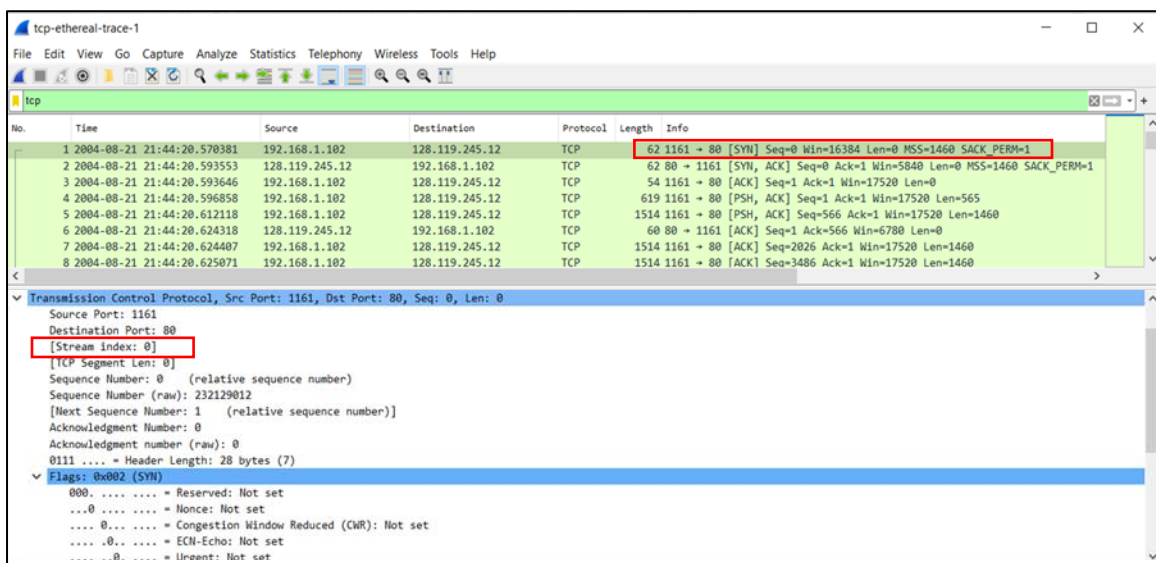 tcp-ethereal-trace-1
File Edit View Go Capture Analyze Statistics Telephony Wireless Tools Help
tcp
No. Time Source Destination Protocol Length Info
1 2004-08-21 21:44:20.570381 192.168.1.102 128.119.245.12 TCP 62 1161 → 80 [SYN] Seq=0 Win=16384 Len=0 MSS=1460 SACK_PERM=1
2 2004-08-21 21:44:20.593553 128.119.245.12 192.168.1.102 TCP 62 80 → 1161 [SYN, ACK] Seq=0 Ack=1 Win=5840 Len=0 MSS=1460 SACK_PERM=1
3 2004-08-21 21:44:20.593646 192.168.1.102 128.119.245.12 TCP 54 1161 → 80 [ACK] Seq=1 Ack=1 Win=17520 Len=0
4 2004-08-21 21:44:20.596858 192.168.1.102 128.119.245.12 TCP 619 1161 → 80 [PSH, ACK] Seq=1 Ack=1 Win=17520 Len=565
5 2004-08-21 21:44:20.612118 192.168.1.102 128.119.245.12 TCP 1514 1161 → 80 [PSH, ACK] Seq=566 Ack=1 Win=17520 Len=1460
6 2004-08-21 21:44:20.624318 128.119.245.12 192.168.1.102 TCP 60 80 → 1161 [ACK] Seq=1 Ack=566 Win=6780 Len=0
7 2004-08-21 21:44:20.624407 192.168.1.102 128.119.245.12 TCP 1514 1161 → 80 [ACK] Seq=2026 Ack=1 Win=17520 Len=1460
8 2004-08-21 21:44:20.625071 192.168.1.102 128.119.245.12 TCP 1514 1161 → 80 [ACK] Seq=3486 Ack=1 Win=17520 Len=1460
Transmission Control Protocol, Src Port: 1161, Dst Port: 80, Seq: 0, Len: 0
Source Port: 1161
Destination Port: 80
[Stream index: 0]
[TCP Segment Len: 0]
Sequence Number: 0 (relative sequence number)
Sequence Number (raw): 232129012
[Next Sequence Number: 1 (relative sequence number)]
Acknowledgment Number: 0
Acknowledgment number (raw): 0
0111 .... = Header Length: 28 bytes (7)
Flags: 0x002 (SYN)
000. .... .... = Reserved: Not set
...0 .... .... = Nonce: Not set
.... 0... .... = Congestion Window Reduced (CWR): Not set
.... .0.. .... = ECN-Echo: Not set
.... ..0. .... = Urgent: Not set